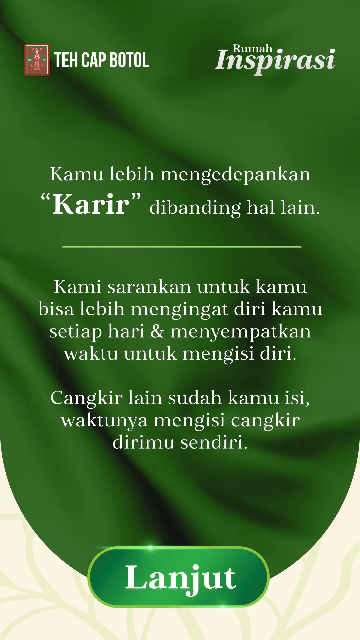 TEH CAP BOTOL
Rumah
Inspirasi
Kamu lebih mengedepankan
“Karir” dibanding hal lain.
Kami sarankan untuk kamu
bisa lebih mengingat diri kamu
setiap hari & menyempatkan
waktu untuk mengisi diri.
Cangkir lain sudah kamu isi,
waktunya mengisi cangkir
dirimu sendiri.
Lanjut